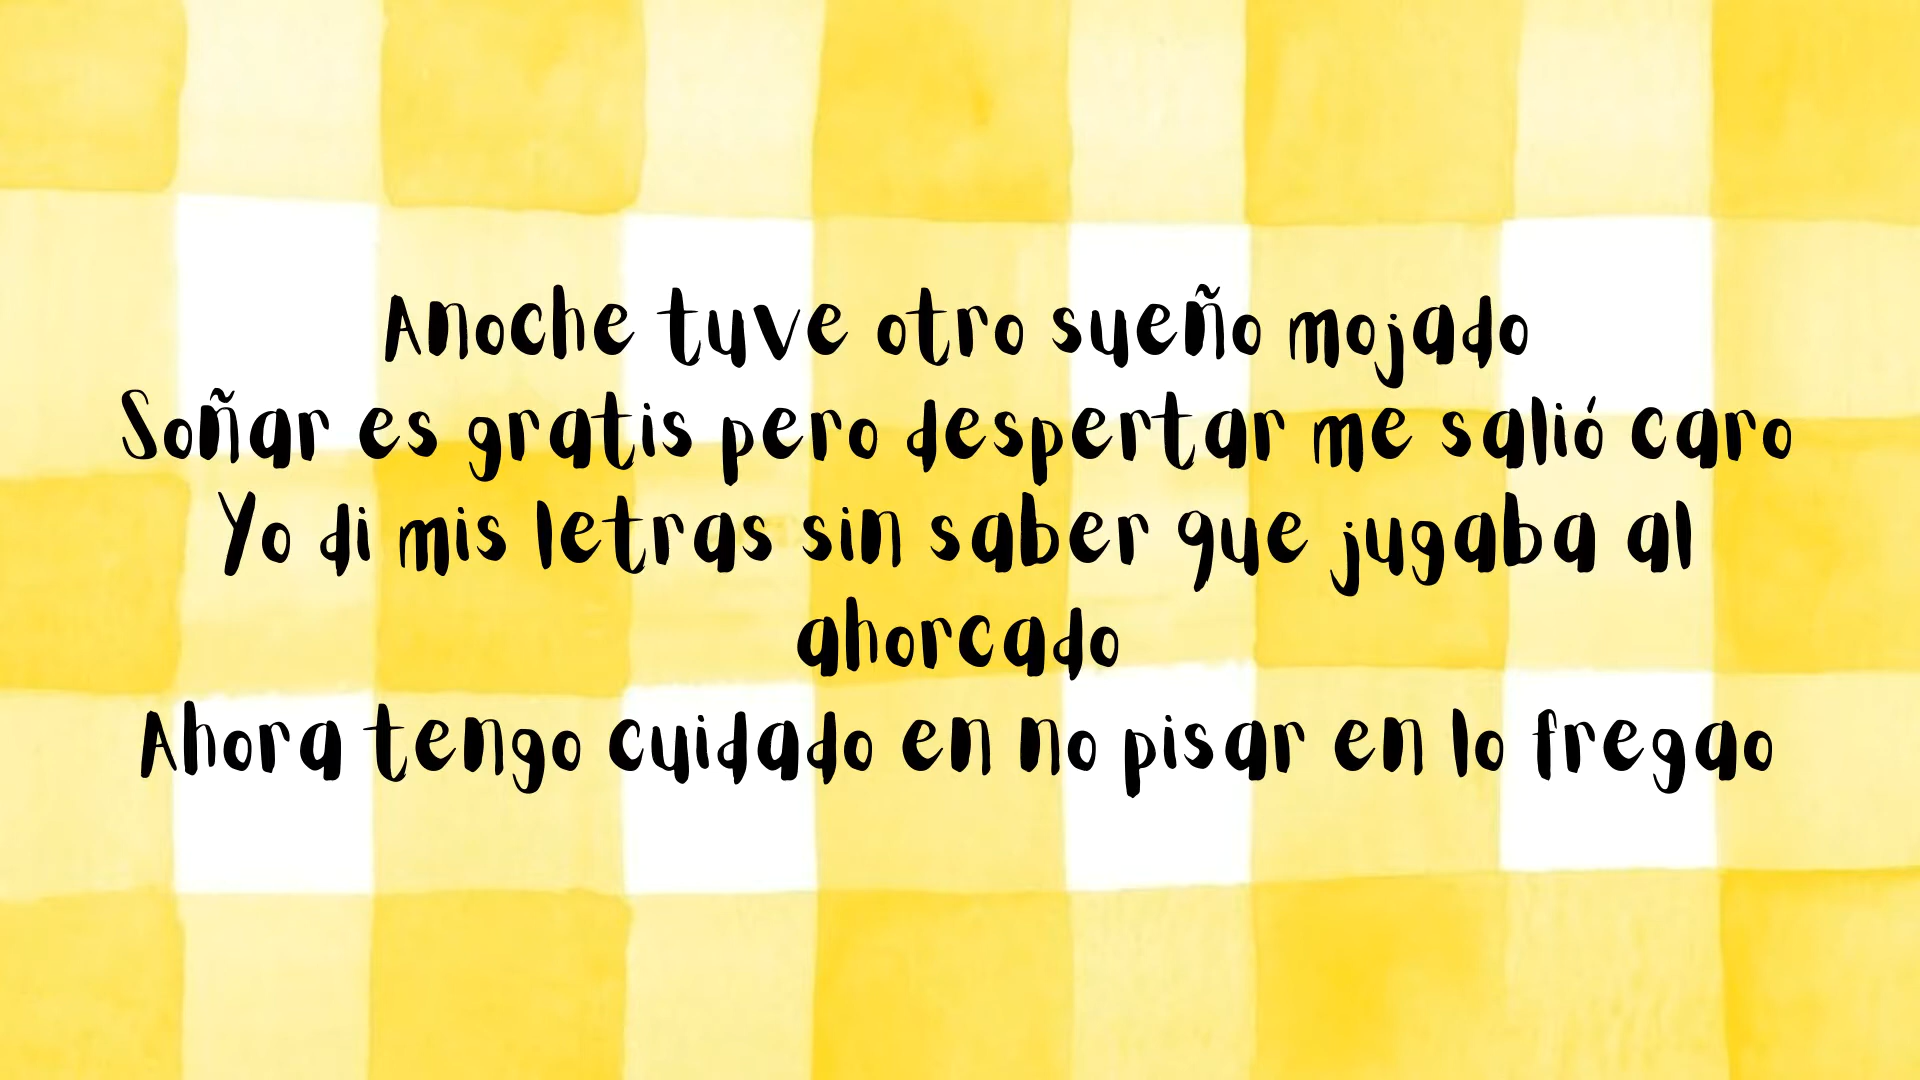 Anoche tuve otro sueño mojado
Soñar es gratis pero despertar me salió caro
Yo di mis letras sin saber que jugaba al
ahorcado
Ahora tengo cuidado en no pisar en lo fregao